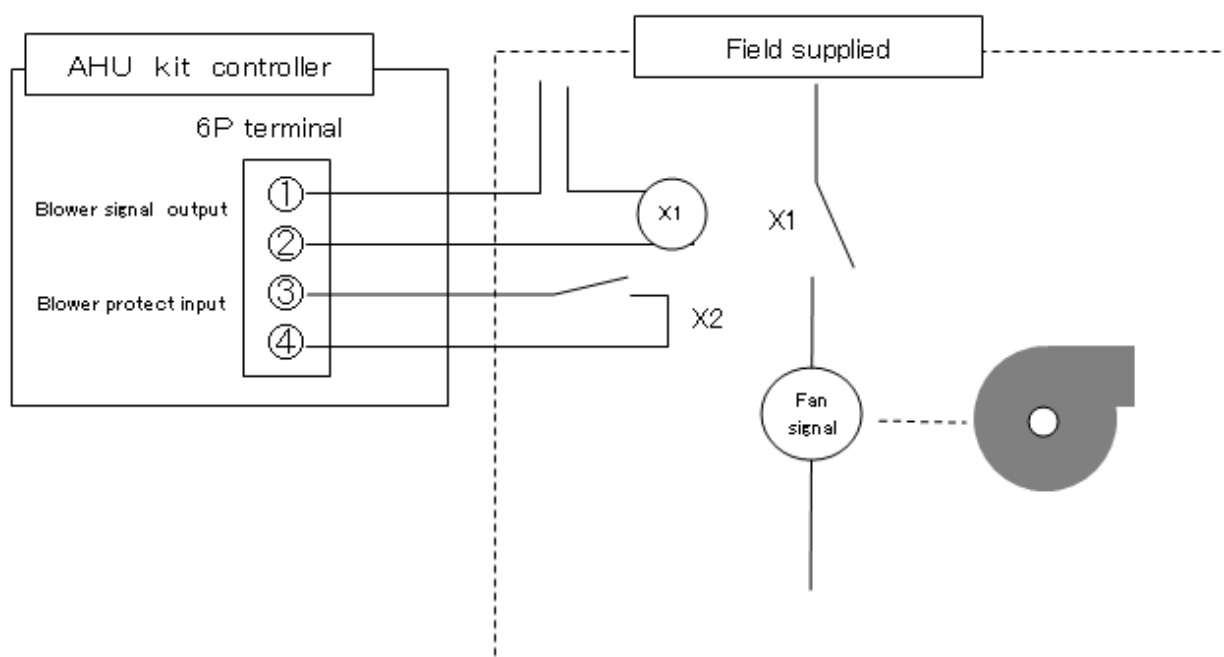 AHU kit controller
Field supplied
6P terminal
Blower signal output
①
②
Blower protect input
③
④
X1
X1
X2
Fan
signal